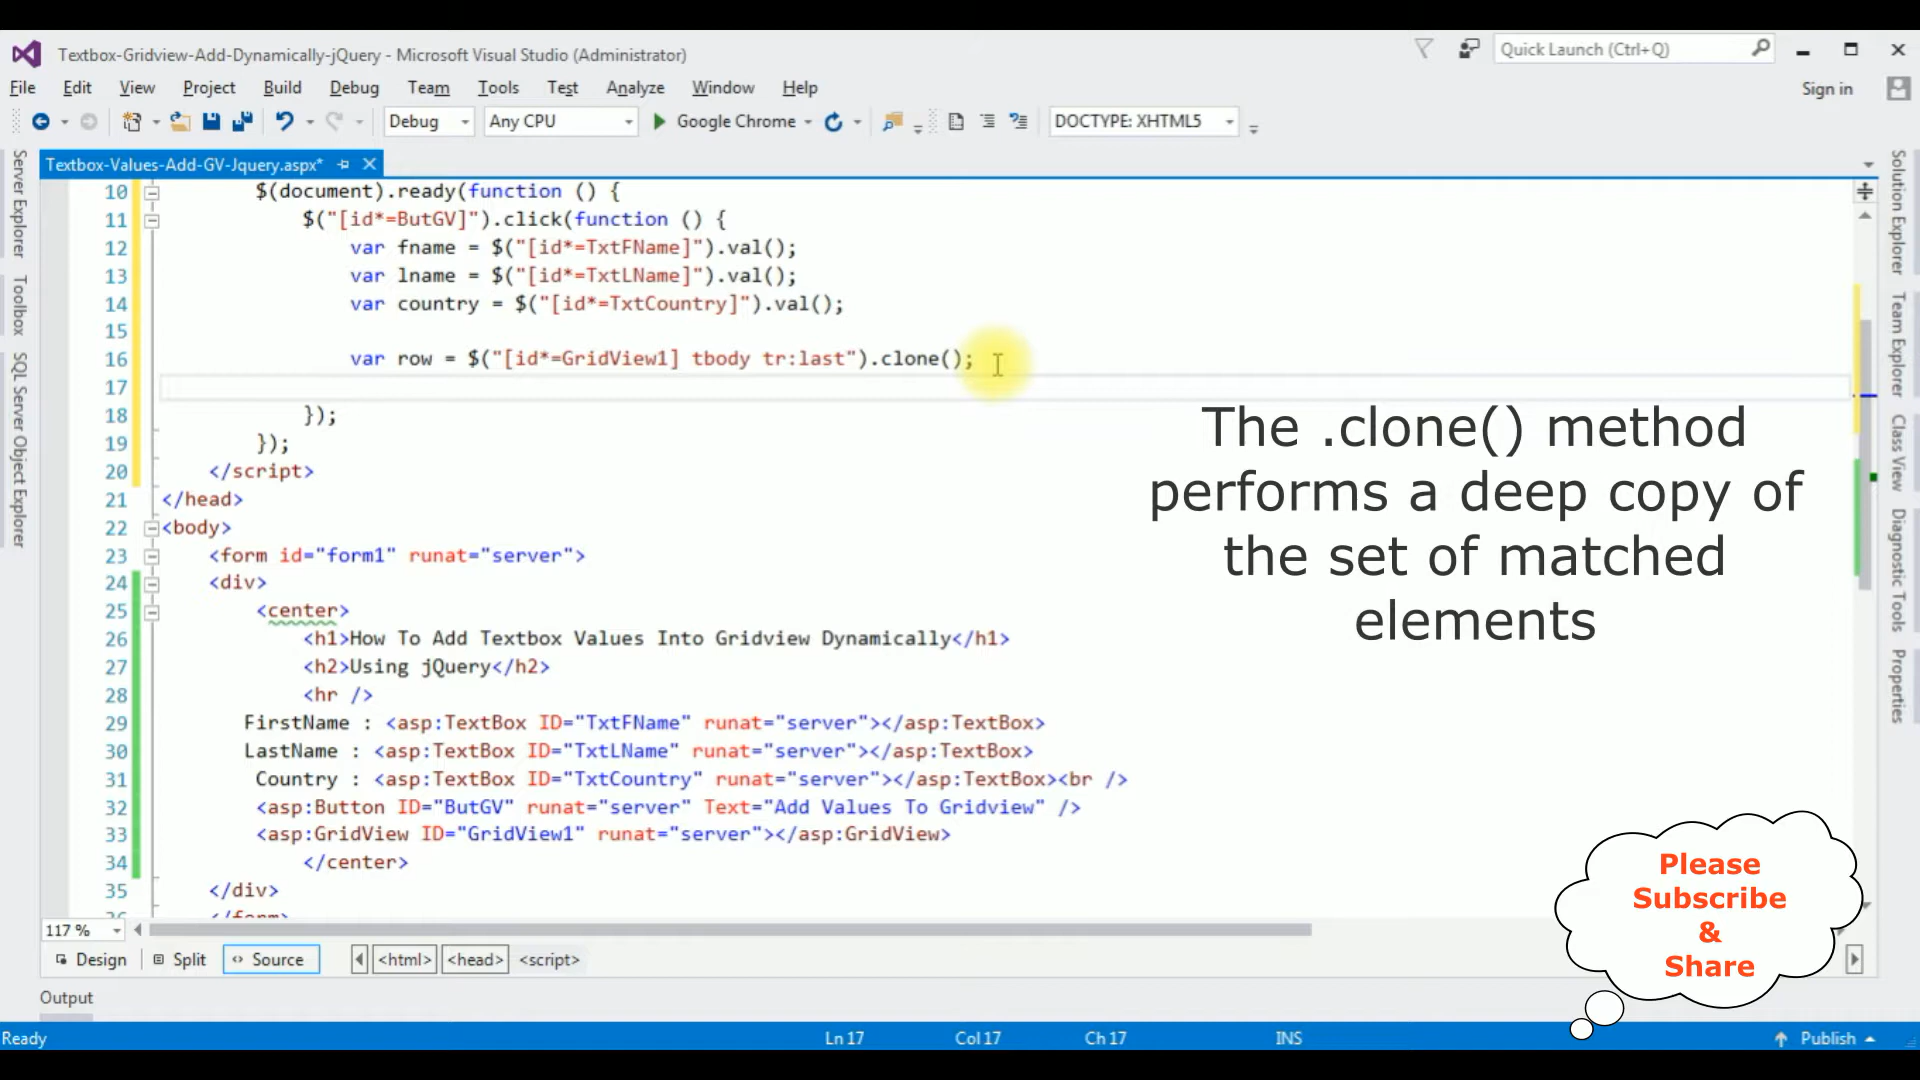 Textbox-Gridview-Add-Dynamically-jQuery - Microsoft Visual Studio (Administrator)
Quick Launch (Ctrl+Q)
File Edit View Project Build Debug Team Tools Test Analyze Window Help
Sign in
Debug Any CPU Google Chrome DOCTYPE: XHTML5
Textbox-Values-Add-GV-Jquery.aspx*
Server Explorer
Toolbox
SQL Server Object Explorer
10 $(document).ready(function () {
11 $("[id*=ButGV]").click(function () {
12 var fname = $("[id*=TxtFName]").val();
13 var lname = $("[id*=TxtLName]").val();
14 var country = $("[id*=TxtCountry]").val();
15
16 var row = $("[id*=GridView1] tbody tr:last").clone();
17
18 });
19 });
20 </script>
21 </head>
22 <body>
23 <form id="form1" runat="server">
24 <div>
25 <center>
26 <h1>How To Add Textbox Values Into Gridview Dynamically</h1>
27 <h2>Using jQuery</h2>
28 <hr />
29 FirstName : <asp:TextBox ID="TxtFName" runat="server"></asp:TextBox>
30 LastName : <asp:TextBox ID="TxtLName" runat="server"></asp:TextBox>
31 Country : <asp:TextBox ID="TxtCountry" runat="server"></asp:TextBox><br />
32 <asp:Button ID="ButGV" runat="server" Text="Add Values To Gridview" />
33 <asp:GridView ID="GridView1" runat="server"></asp:GridView>
34 </center>
35 </div>
36 </form>
The .clone() method
performs a deep copy of
the set of matched
elements
Please
Subscribe
&
Share
Solution Explorer
Team Explorer
Class View
Diagnostic Tools
Properties
117 %
Design Split Source <html> <head> <script>
Output
Ready Ln 17 Col 17 Ch 17 INS Publish